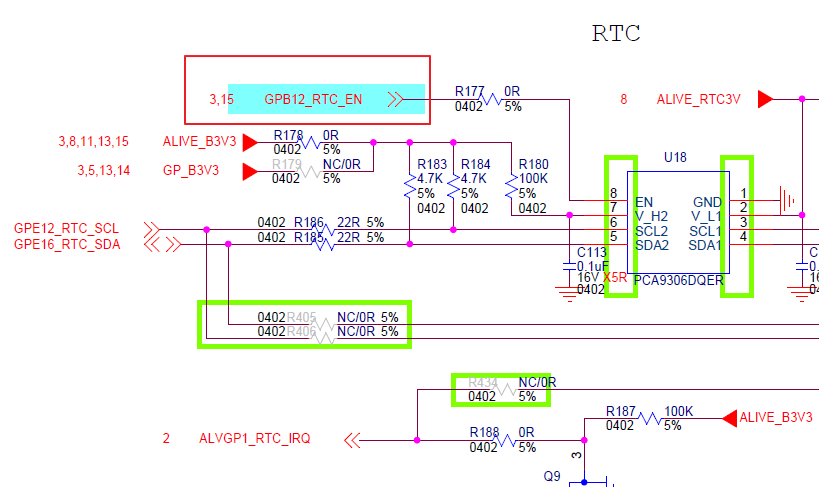 RTC
3,15 GPB12_RTC_EN R177 0R
0402 5%
8 ALIVE_RTC3V
3,8,11,13,15 ALIVE_B3V3 R178 0R
0402 5%
3,5,13,14 GP_B3V3 R179 NC/0R
0402 5%
R183 R184 R180
4.7K 4.7K 100K
5% 5% 5%
0402 0402 0402
U18
8 EN GND 1
7 V_H2 V_L1 2
6 SCL2 SCL1 3
5 SDA2 SDA1 4
PCA9306DQER
GPE12_RTC_SCL 0402 R186 22R 5%
GPE16_RTC_SDA 0402 R185 22R 5%
C113
0.1uF
16V X5R
0402
0402 R405 NC/0R 5%
0402 R406 NC/0R 5%
R434 NC/0R
0402 5%
R187 100K ALIVE_B3V3
0402 5%
2 ALVGP1_RTC_IRQ R188 0R
0402 5%
3
Q9